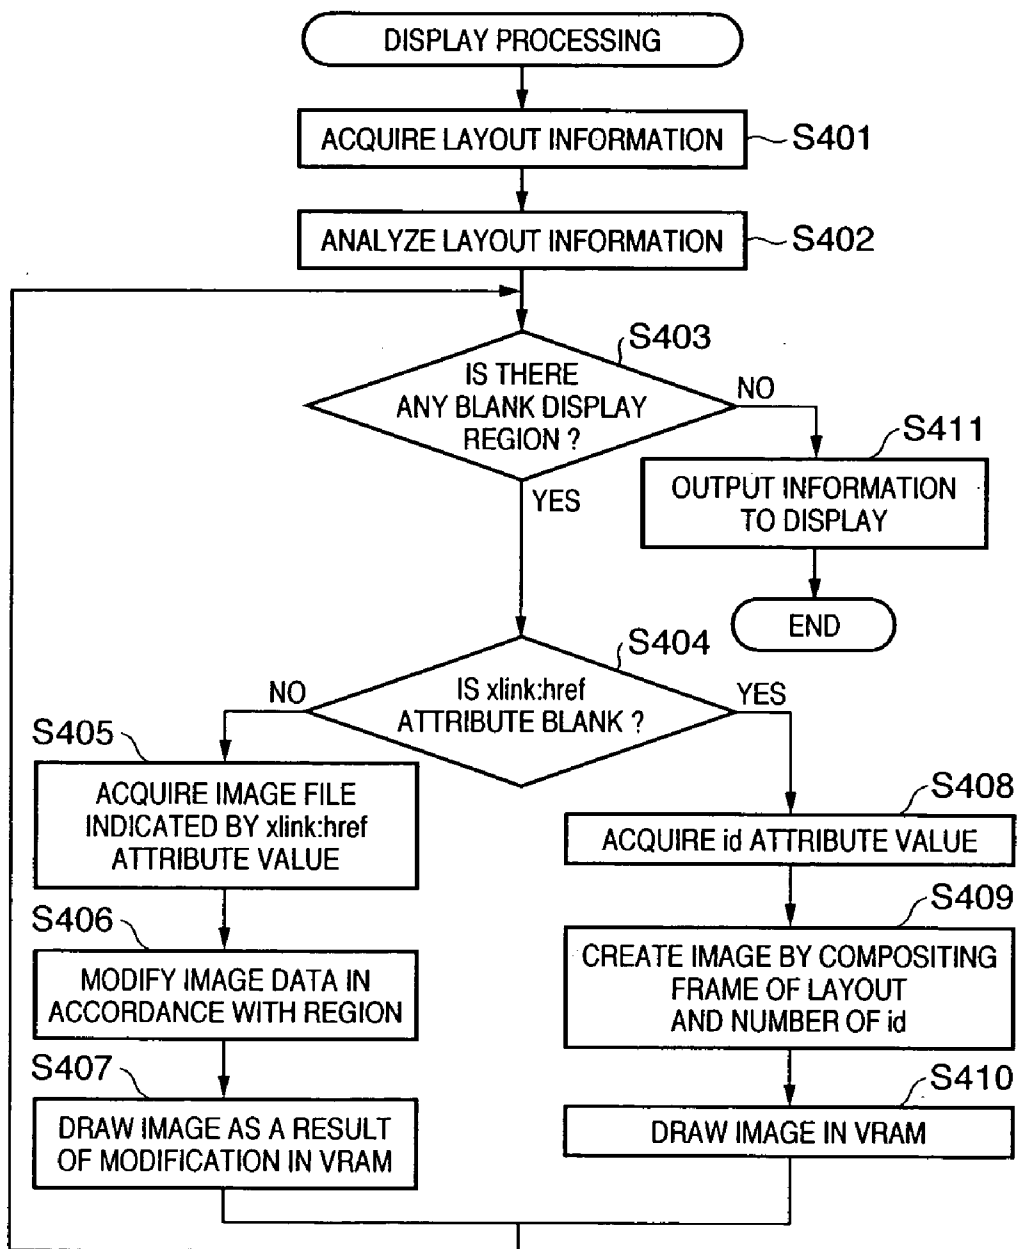 DISPLAY PROCESSING
ACQUIRE LAYOUT INFORMATION
S401
ANALYZE LAYOUT INFORMATION
S402
S403
IS THERE
ANY BLANK DISPLAY
REGION ?
NO
YES
S411
OUTPUT INFORMATION
TO DISPLAY
END
S404
IS xlink:href
ATTRIBUTE BLANK ?
NO
YES
S405
ACQUIRE IMAGE FILE
INDICATED BY xlink:href
ATTRIBUTE VALUE
S406
MODIFY IMAGE DATA IN
ACCORDANCE WITH REGION
S407
DRAW IMAGE AS A RESULT
OF MODIFICATION IN VRAM
S408
ACQUIRE id ATTRIBUTE VALUE
S409
CREATE IMAGE BY COMPOSITING
FRAME OF LAYOUT
AND NUMBER OF id
S410
DRAW IMAGE IN VRAM